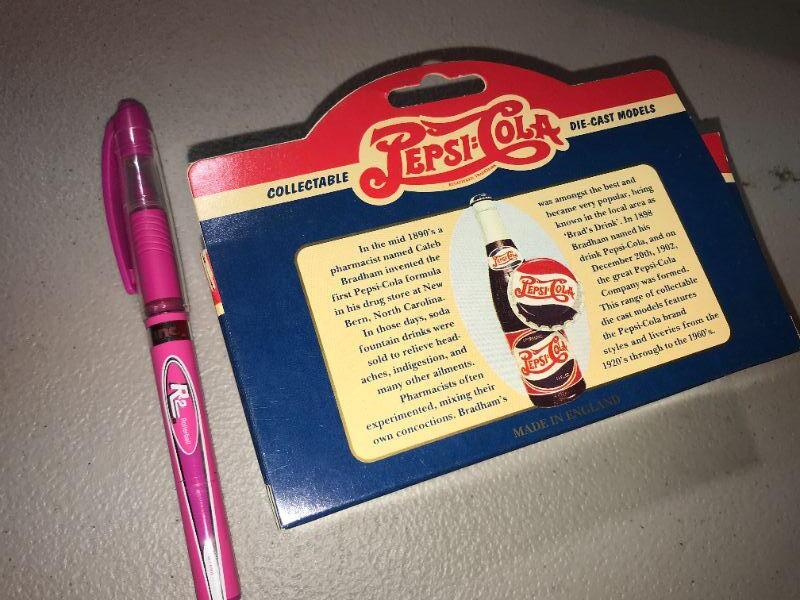 COLLECTABLE
PEPSI-COLA
DIE-CAST MODELS
In the mid 1890's a
pharmacist named Caleb
Bradham invented the
first Pepsi-Cola formula
in his drug store at New
Bern, North Carolina.
In those days, soda
fountain drinks were
sold to relieve head-
aches, indigestion, and
many other ailments.
Pharmacists often
experimented, mixing their
own concoctions. Bradham's
was amongst the best and
became very popular, being
known in the local area as
'Brad's Drink'. In 1898
Bradham named his
drink Pepsi-Cola, and on
December 20th, 1902,
the great Pepsi-Cola
Company was formed.
This range of collectable
die cast models features
the Pepsi-Cola brand
styles and liveries from the
1920's through to the 1960's.
PEPSI-COLA
PEPSI-COLA
MADE IN ENGLAND
R2
Rollerball